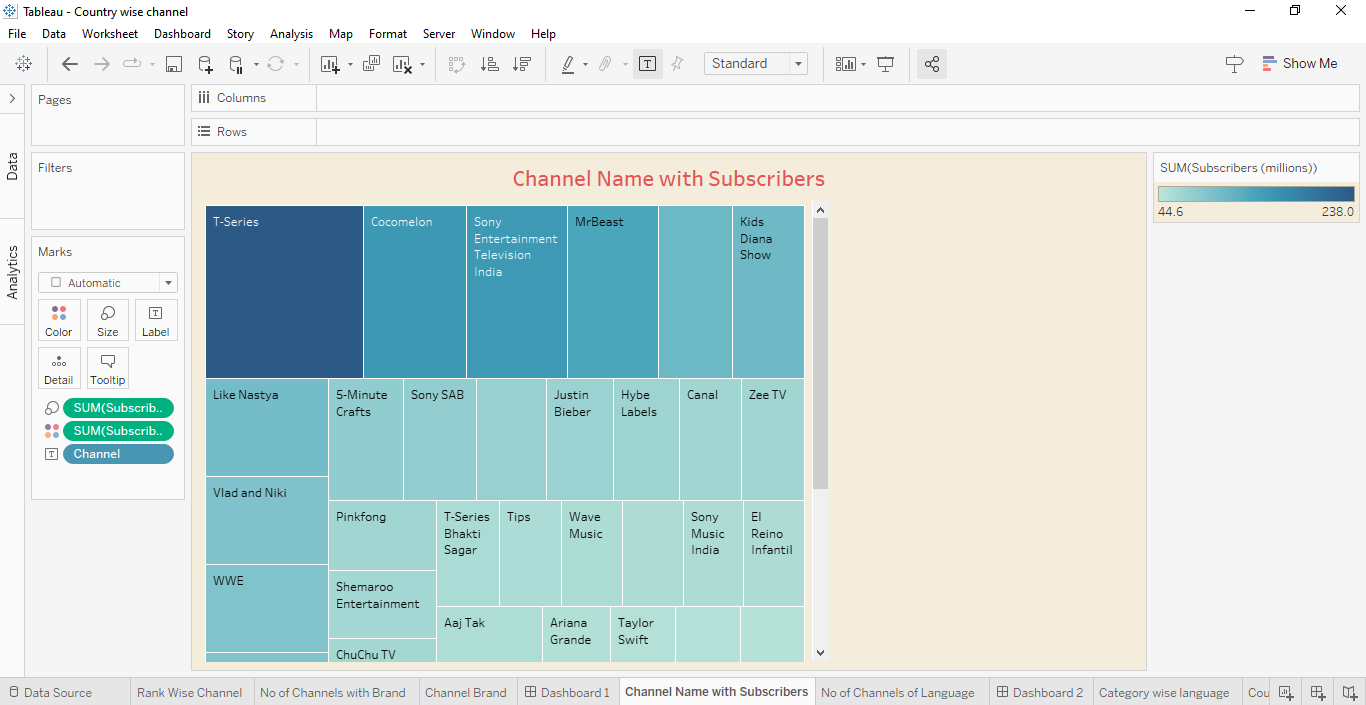 Tableau - Country wise channel
File Data Worksheet Dashboard Story Analysis Map Format Server Window Help
Standard
Show Me
Data
Analytics
Pages
Filters
Marks
Automatic
Color
Size
Label
Detail
Tooltip
SUM(Subscrib..
SUM(Subscrib..
Channel
Columns
Rows
Channel Name with Subscribers
T-Series
Cocomelon
Sony
Entertainment
Television
India
MrBeast
Kids
Diana
Show
Like Nastya
5-Minute
Crafts
Sony SAB
Justin
Bieber
Hybe
Labels
Canal
Zee TV
Vlad and Niki
Pinkfong
T-Series
Bhakti
Sagar
Tips
Wave
Music
Sony
Music
India
El
Reino
Infantil
WWE
Shemaroo
Entertainment
ChuChu TV
Aaj Tak
Ariana
Grande
Taylor
Swift
SUM(Subscribers (millions))
44.6 238.0
Data Source
Rank Wise Channel
No of Channels with Brand
Channel Brand
Dashboard 1
Channel Name with Subscribers
No of Channels of Language
Dashboard 2
Category wise language
Cou